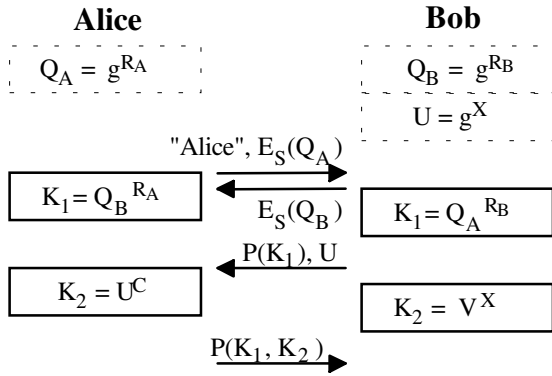 Alice
Bob
Q_A = g^{R_A}
Q_B = g^{R_B}
U = g^X
"Alice", E_S(Q_A)
K_1 = Q_B^{R_A}
E_S(Q_B)
K_1 = Q_A^{R_B}
P(K_1), U
K_2 = U^C
K_2 = V^X
P(K_1, K_2)